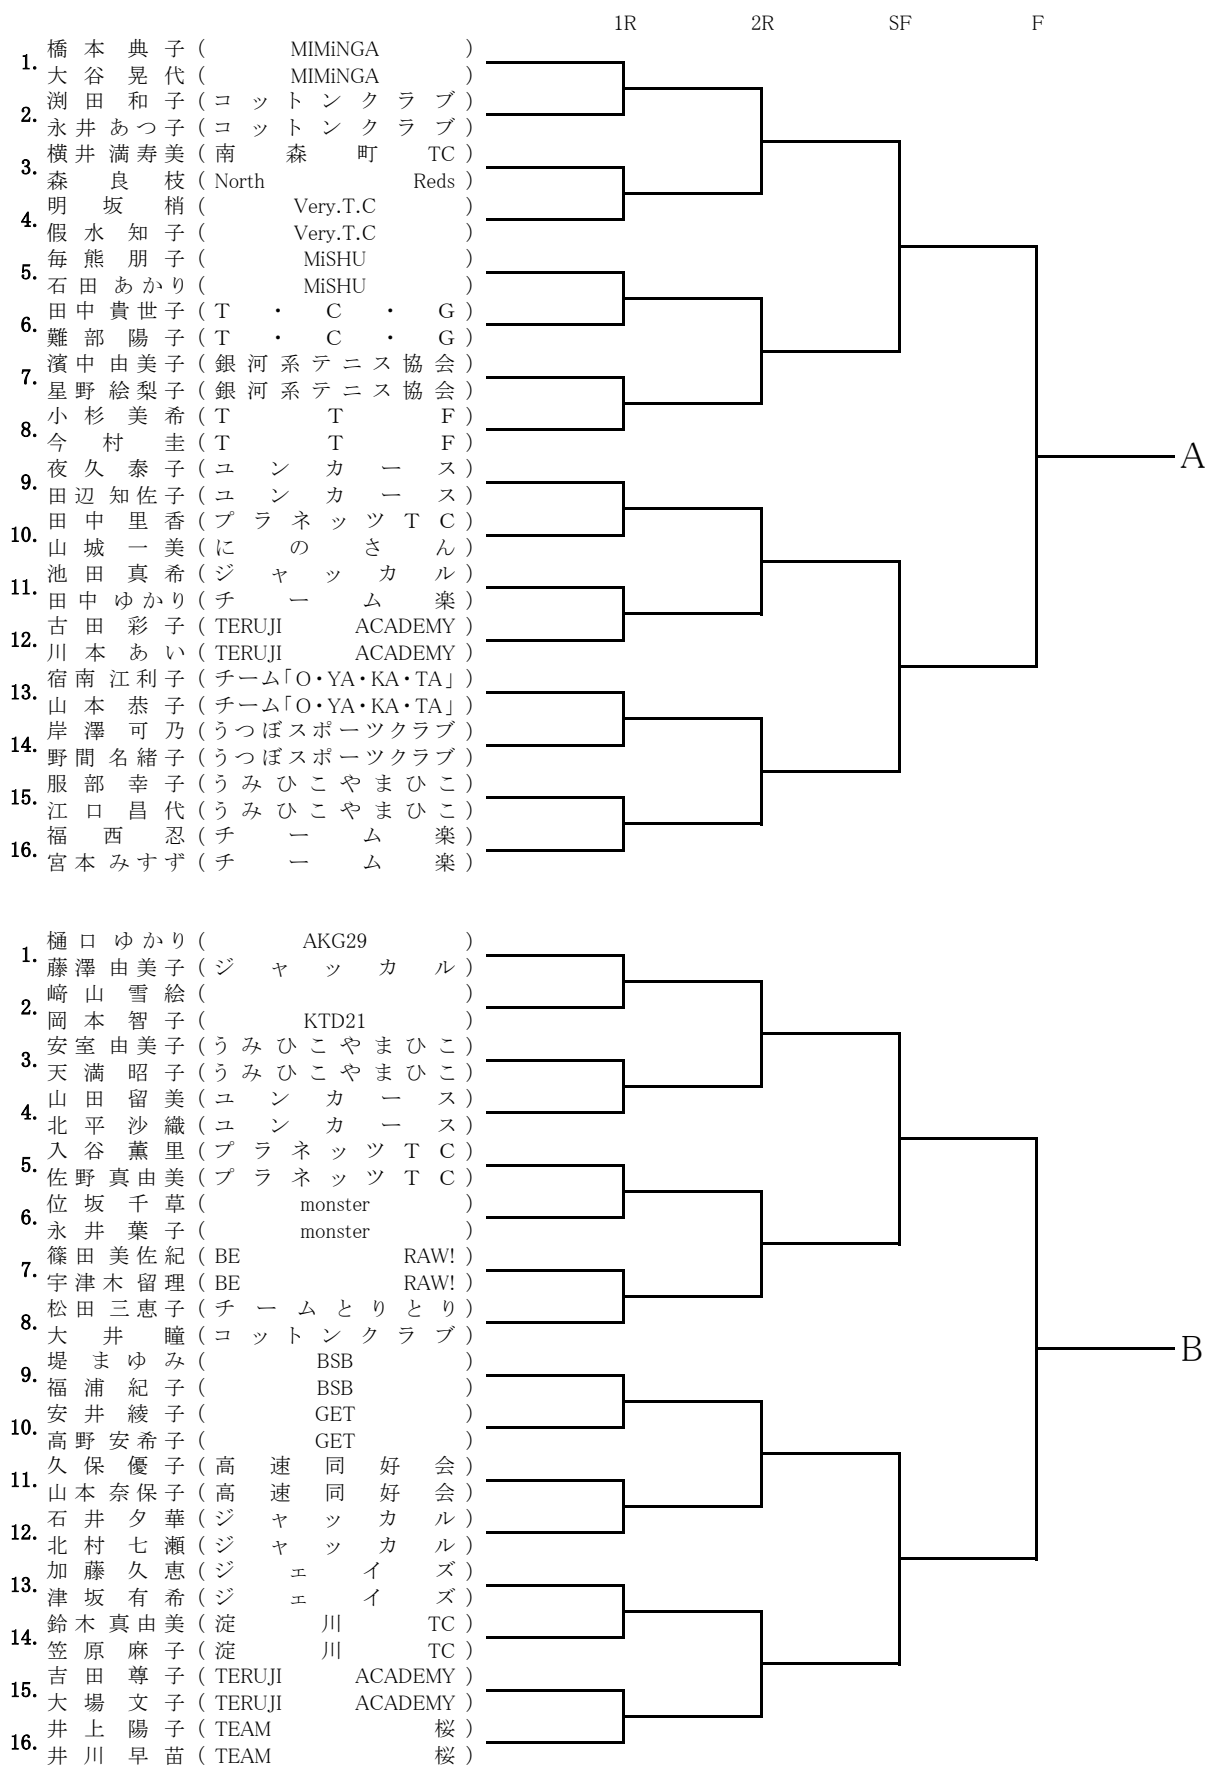 1R 2R SF F
橋本典子(MIMiNGA)
1.
大谷晃代(MIMiNGA)
渕田和子(コットンクラブ)
2.
永井あつ子(コットンクラブ)
横井満寿美(南森町TC)
3.
森良枝(North Reds)
明坂梢(Very.T.C)
4.
假水知子(Very.T.C)
毎熊朋子(MiSHU)
5.
石田あかり(MiSHU)
田中貴世子(T・C・G)
6.
難部陽子(T・C・G)
濱中由美子(銀河系テニス協会)
7.
星野絵梨子(銀河系テニス協会)
小杉美希(TTF)
8.
今村圭(TTF)
夜久泰子(ユンカース)
9.
田辺知佐子(ユンカース)
田中里香(プラネッツTC)
10.
山城一美(にのさん)
池田真希(ジャッカル)
11.
田中ゆかり(チーム楽)
古田彩子(TERUJI ACADEMY)
12.
川本あい(TERUJI ACADEMY)
宿南江利子(チーム「O・YA・KA・TA」)
13.
山本恭子(チーム「O・YA・KA・TA」)
岸澤可乃(うつぼスポーツクラブ)
14.
野間名緒子(うつぼスポーツクラブ)
服部幸子(うみひこやまひこ)
15.
江口昌代(うみひこやまひこ)
福西忍(チーム楽)
16.
宮本みすず(チーム楽)
A
樋口ゆかり(AKG29)
1.
藤澤由美子(ジャッカル)
﨑山雪絵( )
2.
岡本智子(KTD21)
安室由美子(うみひこやまひこ)
3.
天満昭子(うみひこやまひこ)
山田留美(ユンカース)
4.
北平沙織(ユンカース)
入谷薫里(プラネッツTC)
5.
佐野真由美(プラネッツTC)
位坂千草(monster)
6.
永井葉子(monster)
篠田美佐紀(BE RAW!)
7.
宇津木留理(BE RAW!)
松田三恵子(チームとりとり)
8.
大井瞳(コットンクラブ)
堤まゆみ(BSB)
9.
福浦紀子(BSB)
安井綾子(GET)
10.
高野安希子(GET)
久保優子(高速同好会)
11.
山本奈保子(高速同好会)
石井夕華(ジャッカル)
12.
北村七瀬(ジャッカル)
加藤久恵(ジェイズ)
13.
津坂有希(ジェイズ)
鈴木真由美(淀川TC)
14.
笠原麻子(淀川TC)
吉田尊子(TERUJI ACADEMY)
15.
大場文子(TERUJI ACADEMY)
井上陽子(TEAM 桜)
16.
井川早苗(TEAM 桜)
B